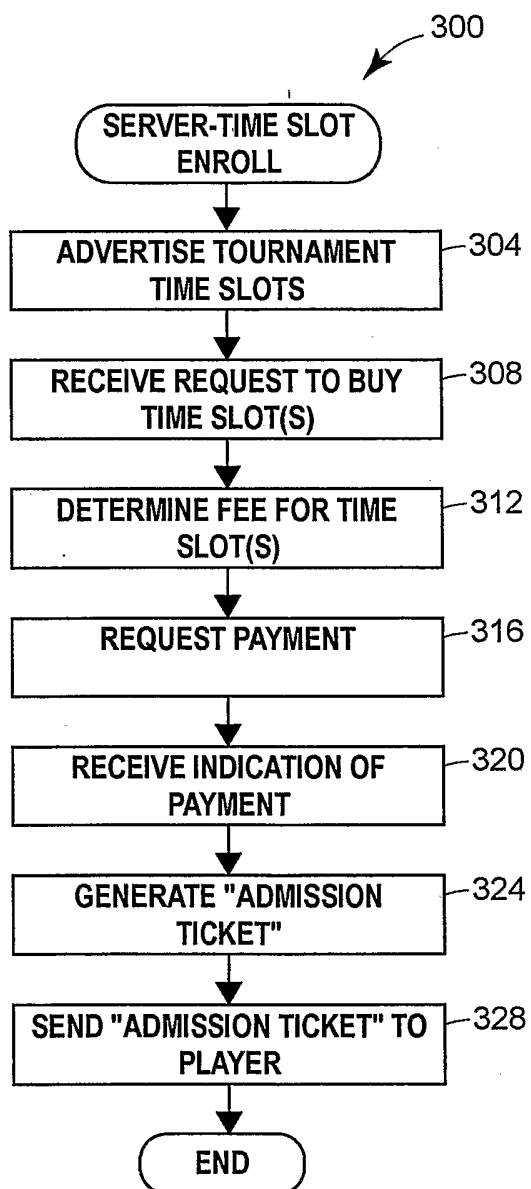 300
SERVER-TIME SLOT
ENROLL
ADVERTISE TOURNAMENT
TIME SLOTS
304
RECEIVE REQUEST TO BUY
TIME SLOT(S)
308
DETERMINE FEE FOR TIME
SLOT(S)
312
REQUEST PAYMENT
316
RECEIVE INDICATION OF
PAYMENT
320
GENERATE "ADMISSION
TICKET"
324
SEND "ADMISSION TICKET" TO
PLAYER
328
END